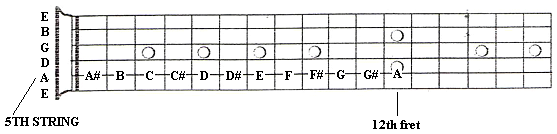 E
B
G
D
A A# B C C# D D# E F F# G G# A
E
5TH STRING
12th fret